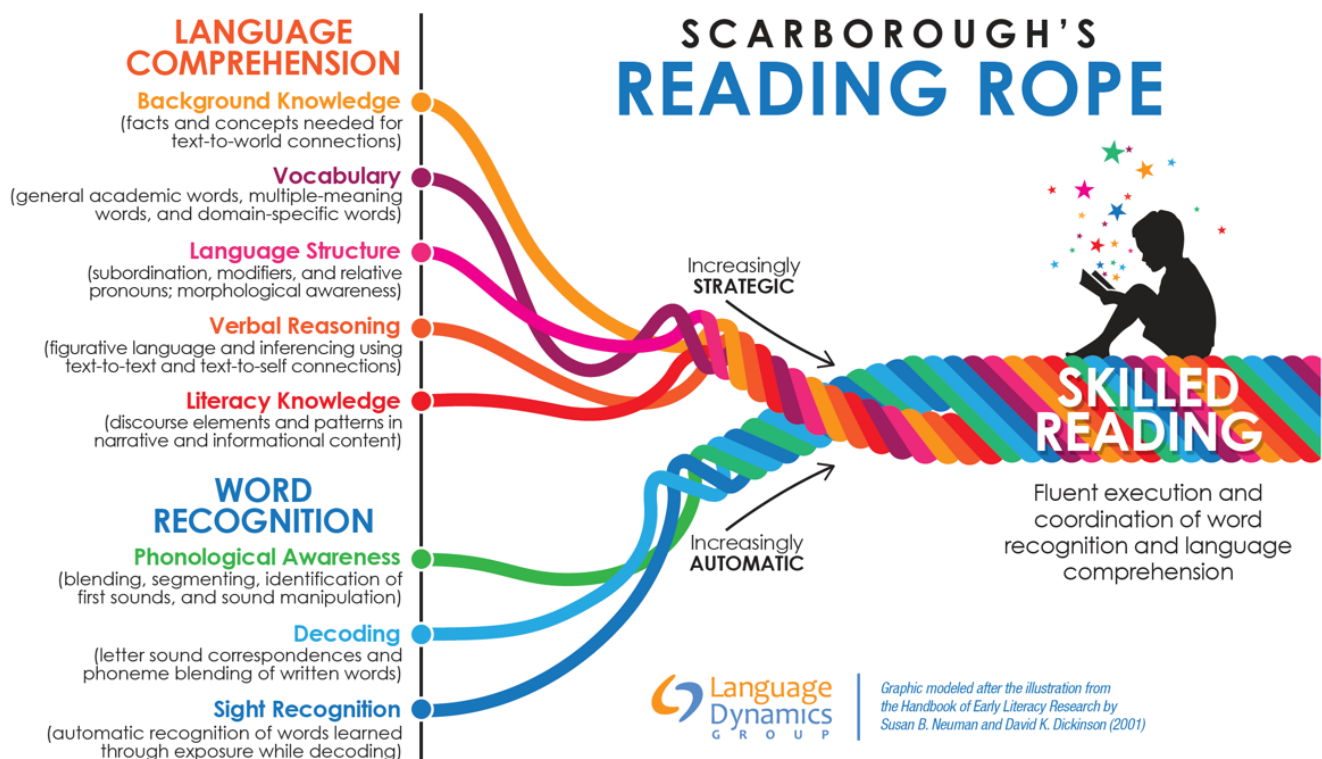 LANGUAGE
COMPREHENSION
Background Knowledge
(facts and concepts needed for
text-to-world connections)
Vocabulary
(general academic words, multiple-meaning
words, and domain-specific words)
Language Structure
(subordination, modifiers, and relative
pronouns; morphological awareness)
Verbal Reasoning
(figurative language and inferencing using
text-to-text and text-to-self connections)
Literacy Knowledge
(discourse elements and patterns in
narrative and informational content)
WORD
RECOGNITION
Phonological Awareness
(blending, segmenting, identification of
first sounds, and sound manipulation)
Decoding
(letter sound correspondences and
phoneme blending of written words)
Sight Recognition
(automatic recognition of words learned
through exposure while decoding)
SCARBOROUGH'S
READING ROPE
Increasingly
STRATEGIC
Increasingly
AUTOMATIC
SKILLED
READING
Fluent execution and
coordination of word
recognition and language
comprehension
Language
Dynamics
GROUP
Graphic modeled after the illustration from
the Handbook of Early Literacy Research by
Susan B. Neuman and David K. Dickinson (2001)